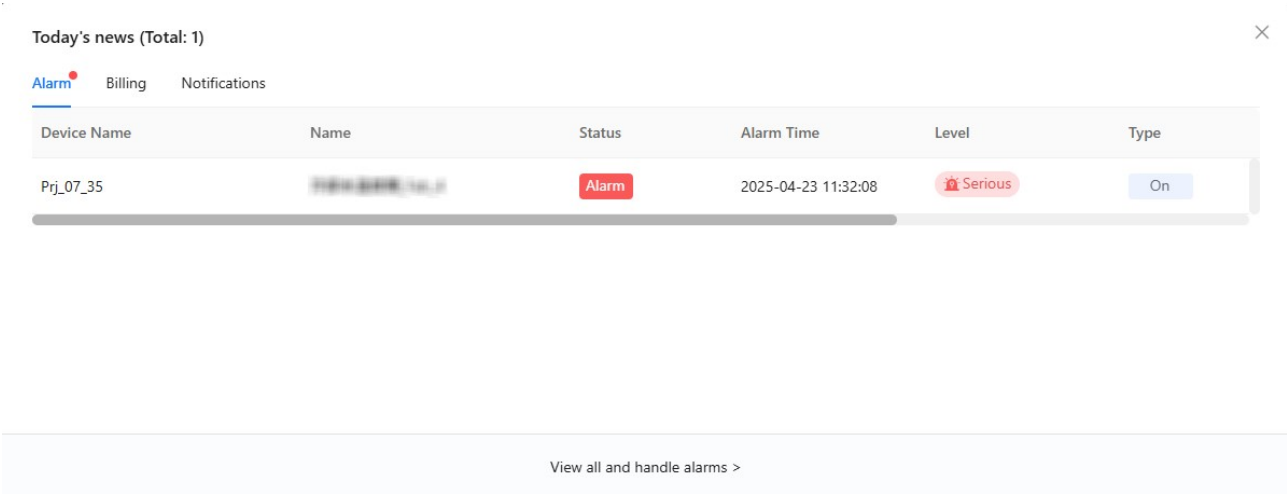 Today's news (Total: 1)
Alarm Billing Notifications
Device Name Name Status Alarm Time Level Type
Prj_07_35 Alarm 2025-04-23 11:32:08 Serious On
View all and handle alarms >